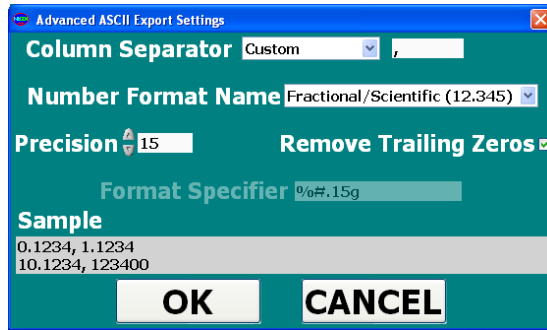 Advanced ASCII Export Settings
Column Separator Custom ,
Number Format Name Fractional/Scientific (12.345)
Precision 15 Remove Trailing Zeros
Format Specifier %#.15g
Sample
0.1234, 1.1234
10.1234, 123400
OK CANCEL